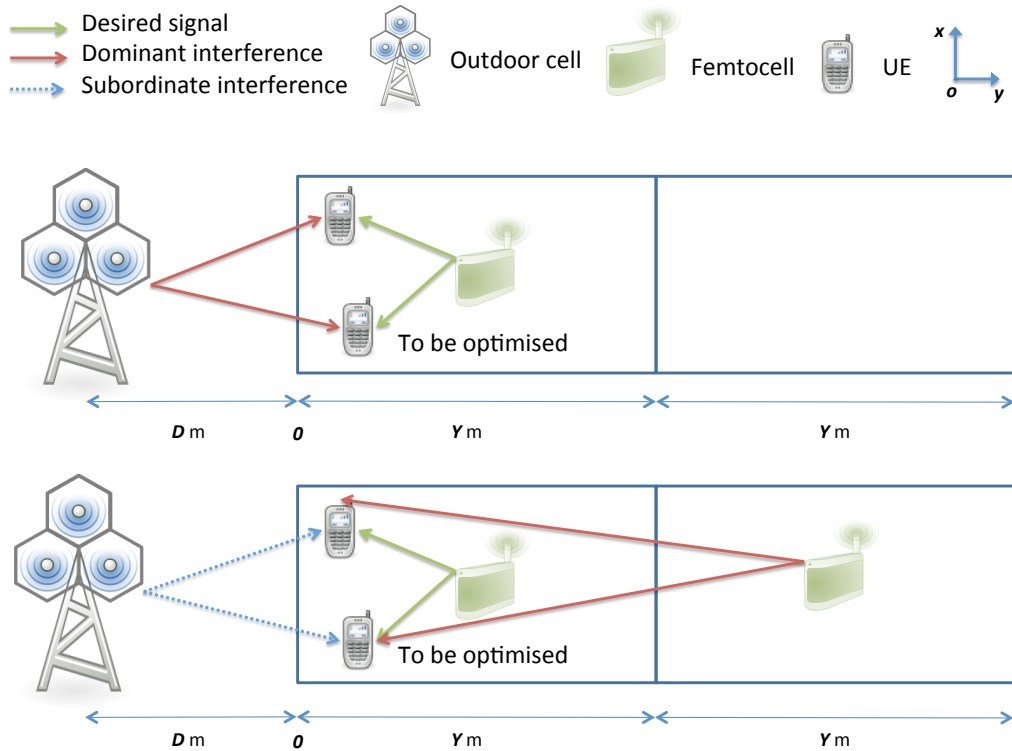 Desired signal
Dominant interference
Subordinate interference
Outdoor cell
Femtocell
UE
x
o
y
To be optimised
D m
0
Y m
Y m
To be optimised
D m
0
Y m
Y m